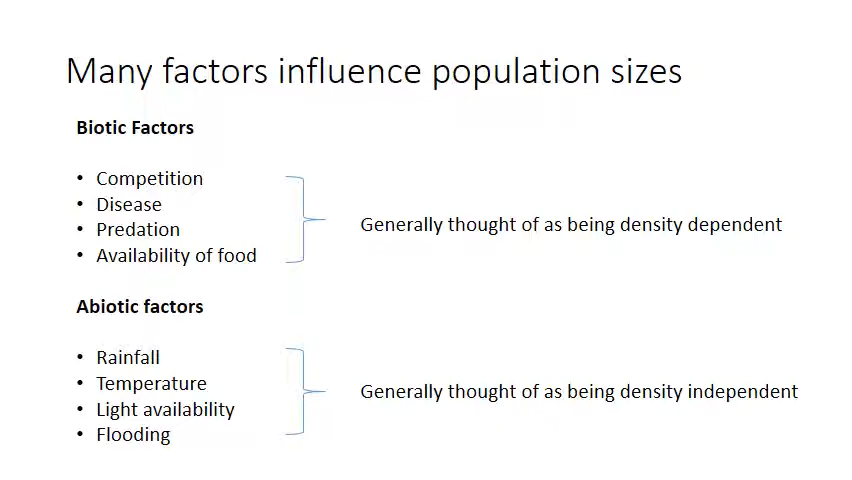 Many factors influence population sizes
Biotic Factors
• Competition
• Disease
• Predation
• Availability of food
Generally thought of as being density dependent
Abiotic factors
• Rainfall
• Temperature
• Light availability
• Flooding
Generally thought of as being density independent